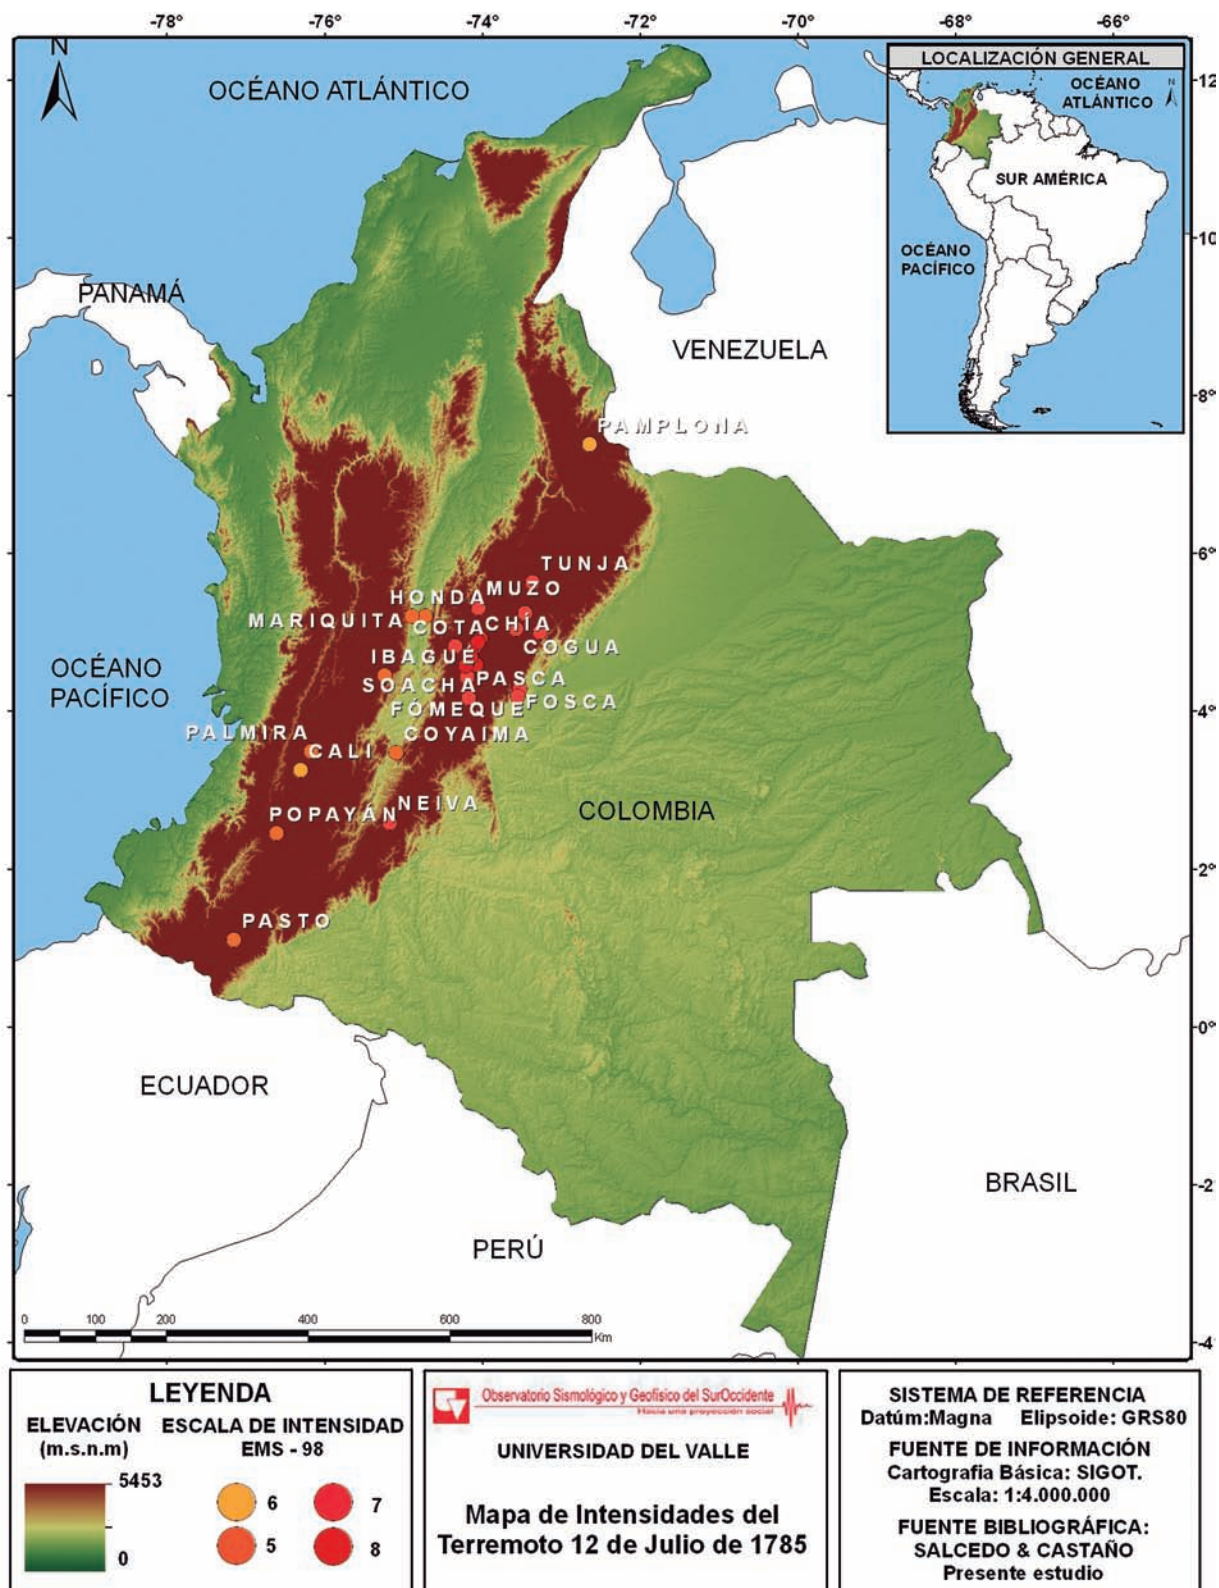 -78°
-76°
-74°
-72°
-70°
-68°
-66°
N
OCÉANO ATLÁNTICO
LOCALIZACIÓN GENERAL
OCÉANO
ATLÁNTICO
N
SUR AMÉRICA
OCÉANO
PACÍFICO
12
10
8°
6°
4°
2°
0°
-2°
-4°
PANAMÁ
VENEZUELA
PAMPLONA
TUNJA
MUZO
HONDA
MARIQUITA
COTA
CHÍA
COGUA
IBAGUÉ
PASCA
SOACHA
FOSCA
FÓMEQUE
COYAIMA
OCÉANO
PACÍFICO
PALMIRA
CALI
NEIVA
POPAYÁN
COLOMBIA
PASTO
ECUADOR
BRASIL
PERÚ
0 100 200 400 600 800
Km
LEYENDA
ELEVACIÓN
(m.s.n.m)
5453
0
ESCALA DE INTENSIDAD
EMS - 98
6
7
5
8
Observatorio Sismológico y Geofísico del SurOccidente
Hacia una proyección social
UNIVERSIDAD DEL VALLE
Mapa de Intensidades del
Terremoto 12 de Julio de 1785
SISTEMA DE REFERENCIA
Datúm:Magna Elipsoide: GRS80
FUENTE DE INFORMACIÓN
Cartografia Básica: SIGOT.
Escala: 1:4.000.000
FUENTE BIBLIOGRÁFICA:
SALCEDO & CASTAÑO
Presente estudio